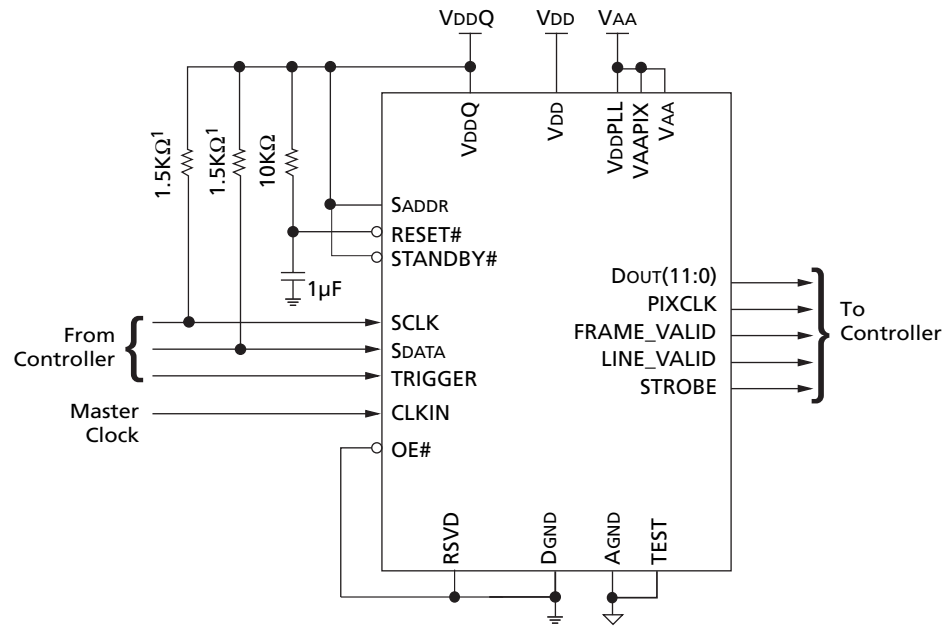 VDDQ
VDD
VAA
1.5KΩ¹
1.5KΩ¹
10KΩ
VDDQ
VDD
VDDPLL
VAAPIX
VAA
SADDR
RESET#
STANDBY#
1µF
DOUT(11:0)
PIXCLK
FRAME_VALID
LINE_VALID
STROBE
To
Controller
From
Controller
SCLK
SDATA
TRIGGER
Master
Clock
CLKIN
OE#
RSVD
DGND
AGND
TEST